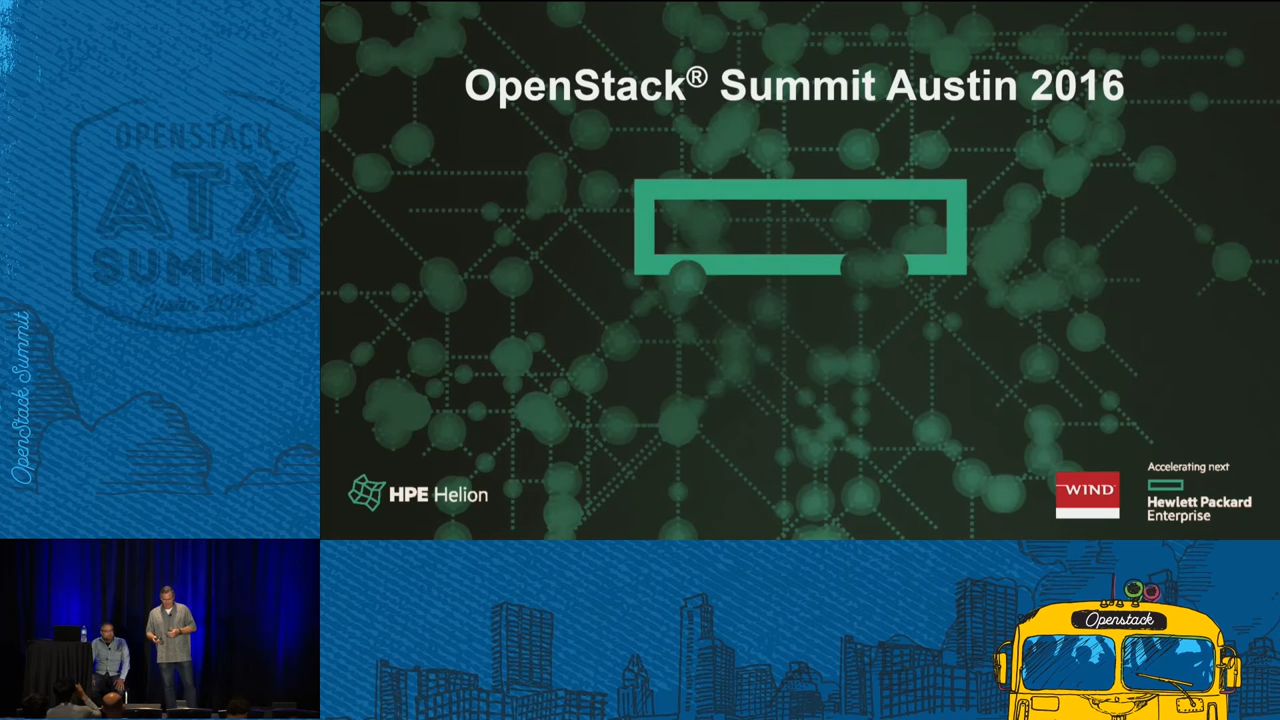 OPENSTACK
ATX
SUMMIT
Austin 2016
OpenStack Summit
OpenStack® Summit Austin 2016
HPE Helion
WIND
Accelerating next
Hewlett Packard
Enterprise
Openstack